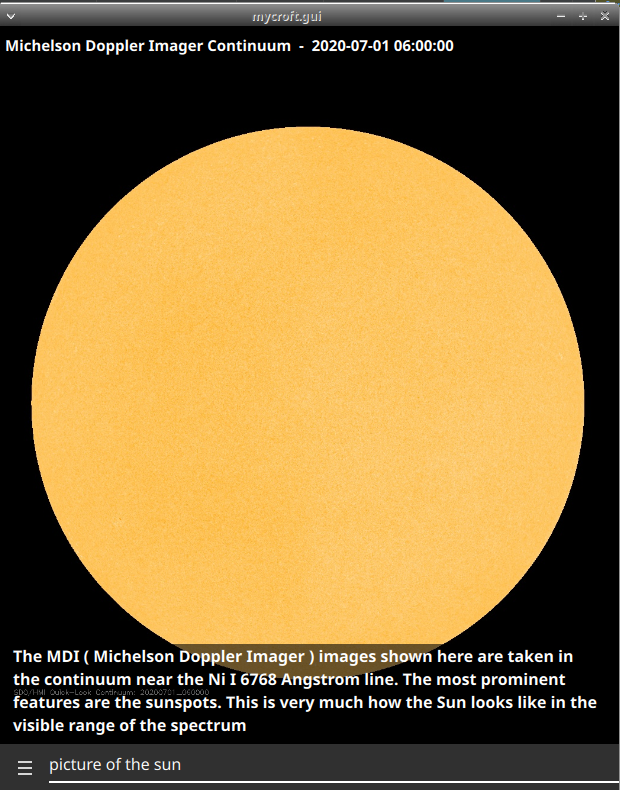 mycroft.gui
Michelson Doppler Imager Continuum - 2020-07-01 06:00:00
The MDI ( Michelson Doppler Imager ) images shown here are taken in
the continuum near the Ni I 6768 Angstrom line. The most prominent
SDO/HMI Quick-Look Continuum: 20200701_060000
features are the sunspots. This is very much how the Sun looks like in the
visible range of the spectrum
picture of the sun